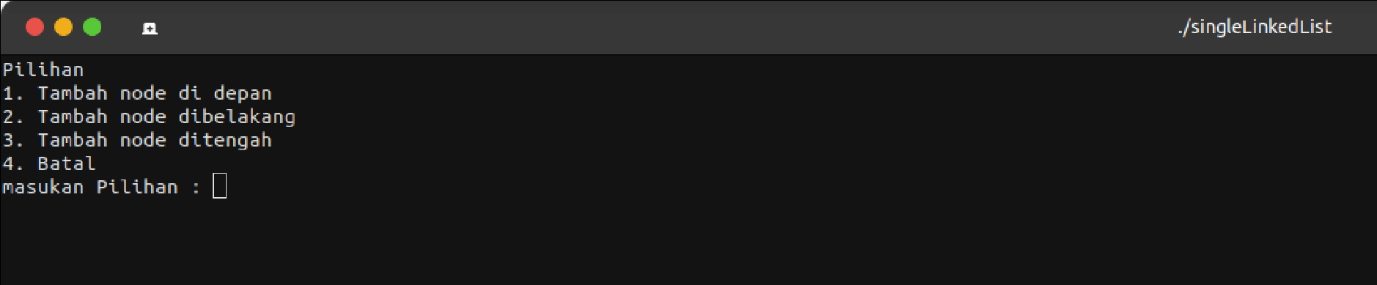 ./singleLinkedList
Pilihan
1. Tambah node di depan
2. Tambah node dibelakang
3. Tambah node ditengah
4. Batal
masukan Pilihan :